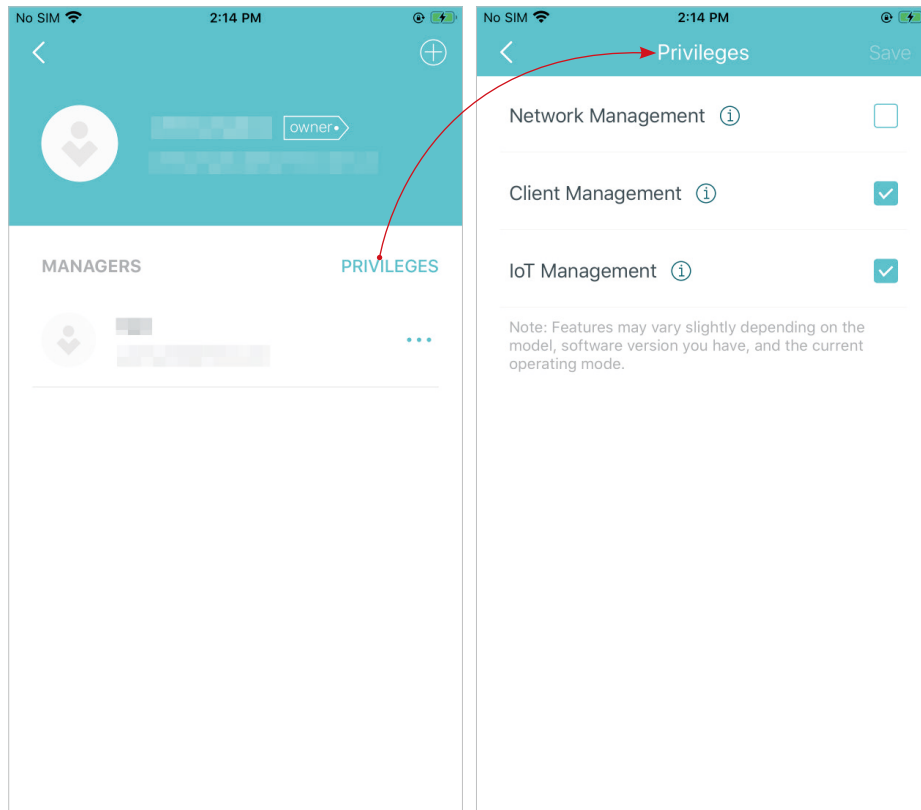 No SIM 2:14 PM
owner
MANAGERS PRIVILEGES
No SIM 2:14 PM
Privileges Save
Network Management
Client Management
IoT Management
Note: Features may vary slightly depending on the
model, software version you have, and the current
operating mode.